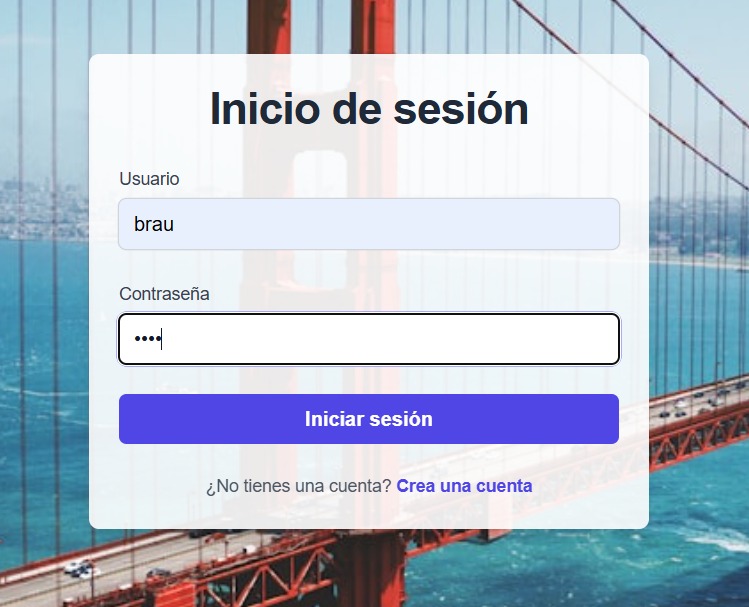 Inicio de sesión
Usuario
brau
Contraseña
••••
Iniciar sesión
¿No tienes una cuenta? Crea una cuenta